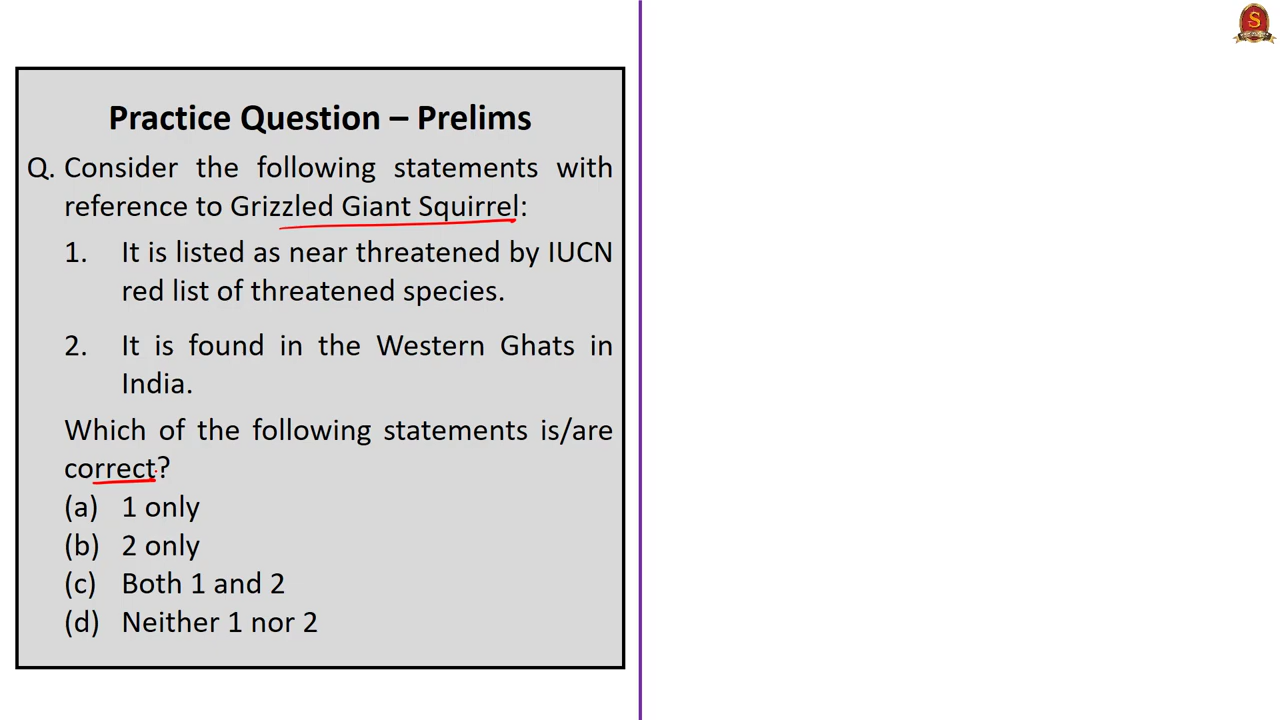 Practice Question – Prelims
Q. Consider the following statements with
reference to Grizzled Giant Squirrel:
1. It is listed as near threatened by IUCN
red list of threatened species.
2. It is found in the Western Ghats in
India.
Which of the following statements is/are
correct?
(a) 1 only
(b) 2 only
(c) Both 1 and 2
(d) Neither 1 nor 2
S